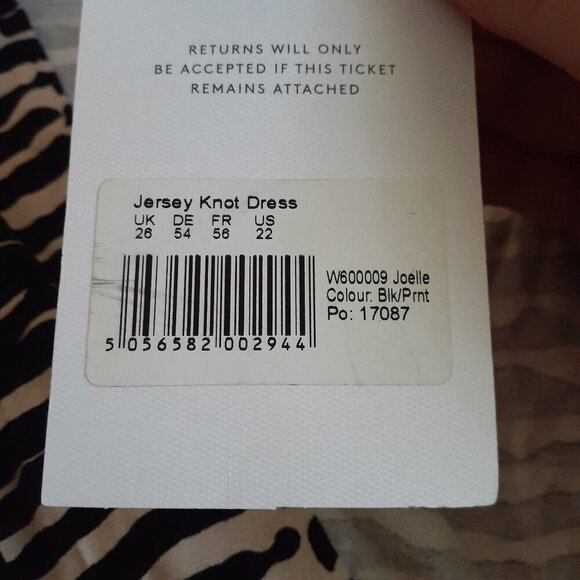 RETURNS WILL ONLY
BE ACCEPTED IF THIS TICKET
REMAINS ATTACHED
Jersey Knot Dress
UK DE FR US
26 54 56 22
W600009 Joelle
Colour: Blk/Prnt
Po: 17087
5 056582 002944